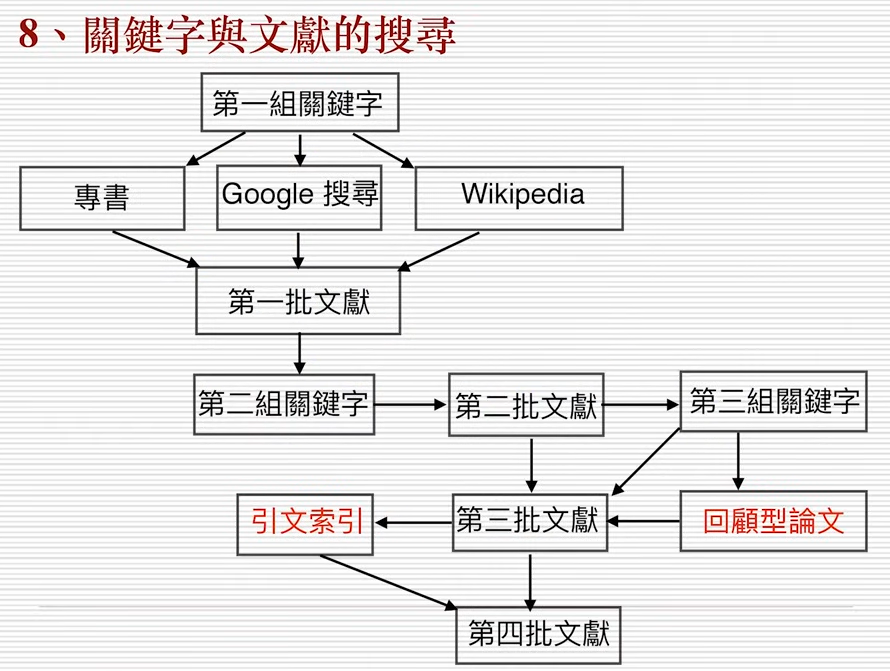 8、關鍵字與文獻的搜尋
第一組關鍵字
專書
Google 搜尋
Wikipedia
第一批文獻
第二組關鍵字
第二批文獻
第三組關鍵字
引文索引
第三批文獻
回顧型論文
第四批文獻